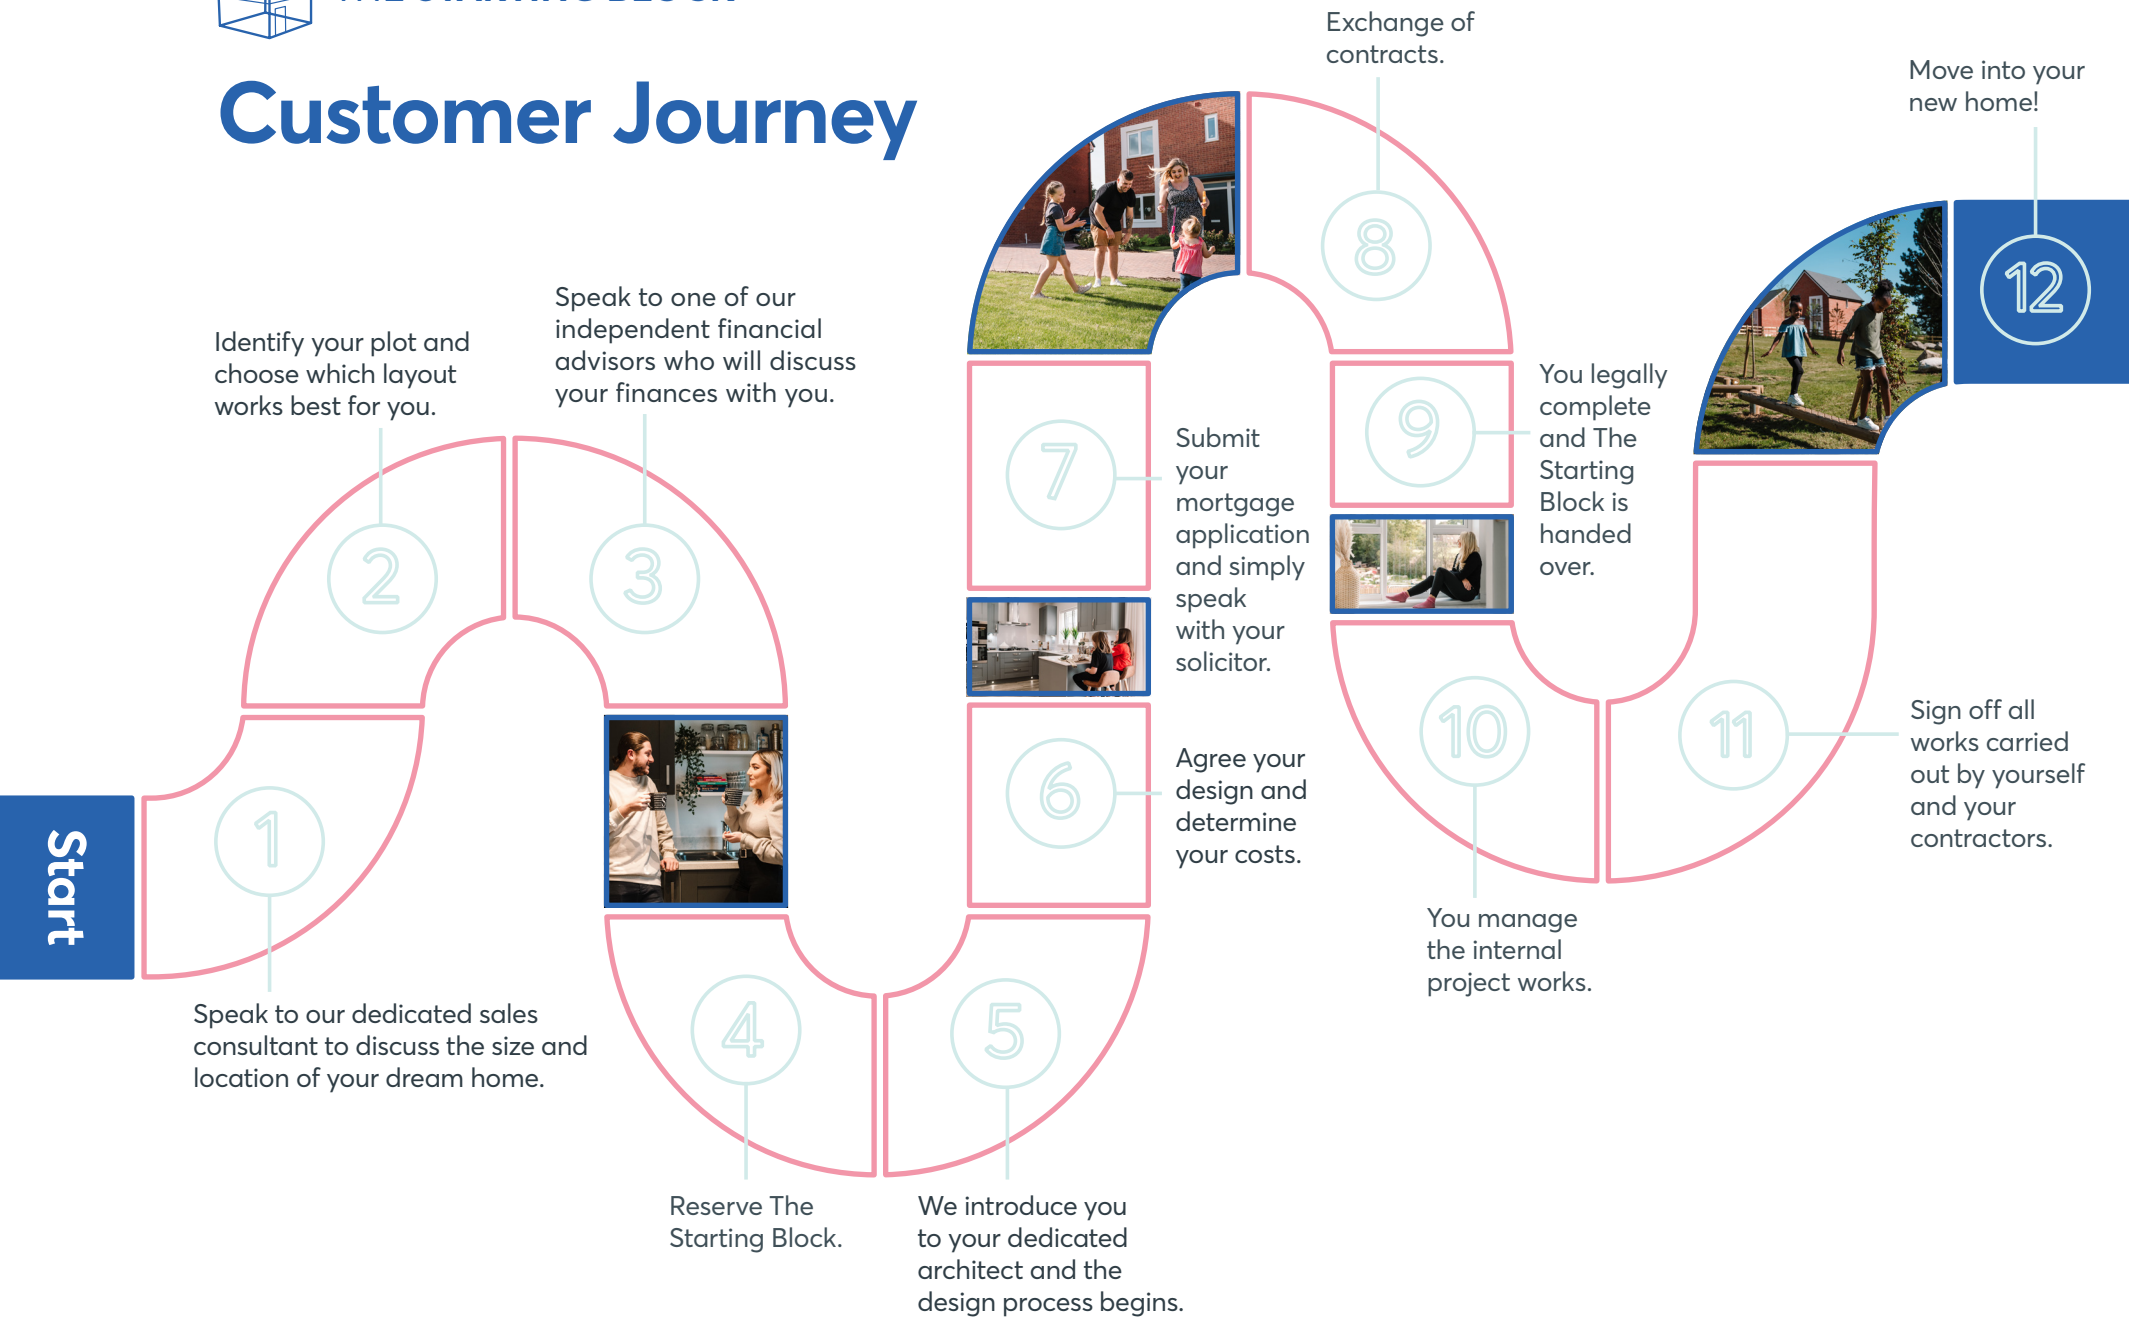 THE STARTING BLOCK
Customer Journey
Start
1
Speak to our dedicated sales
consultant to discuss the size and
location of your dream home.
2
Identify your plot and
choose which layout
works best for you.
3
Speak to one of our
independent financial
advisors who will discuss
your finances with you.
4
Reserve The
Starting Block.
5
We introduce you
to your dedicated
architect and the
design process begins.
6
Agree your
design and
determine
your costs.
7
Submit
your
mortgage
application
and simply
speak
with your
solicitor.
8
Exchange of
contracts.
9
You legally
complete
and The
Starting
Block is
handed
over.
10
You manage
the internal
project works.
11
Sign off all
works carried
out by yourself
and your
contractors.
12
Move into your
new home!